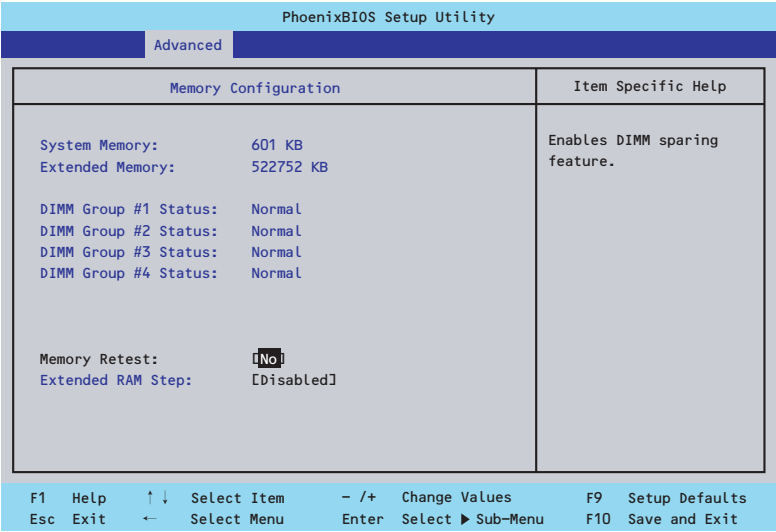 PhoenixBIOS Setup Utility
Advanced
Memory Configuration
Item Specific Help
System Memory: 601 KB
Extended Memory: 522752 KB
Enables DIMM sparing
feature.
DIMM Group #1 Status: Normal
DIMM Group #2 Status: Normal
DIMM Group #3 Status: Normal
DIMM Group #4 Status: Normal
Memory Retest: [No]
Extended RAM Step: [Disabled]
F1 Help ↑↓ Select Item − /+ Change Values F9 Setup Defaults
Esc Exit ← Select Menu Enter Select ▶ Sub-Menu F10 Save and Exit